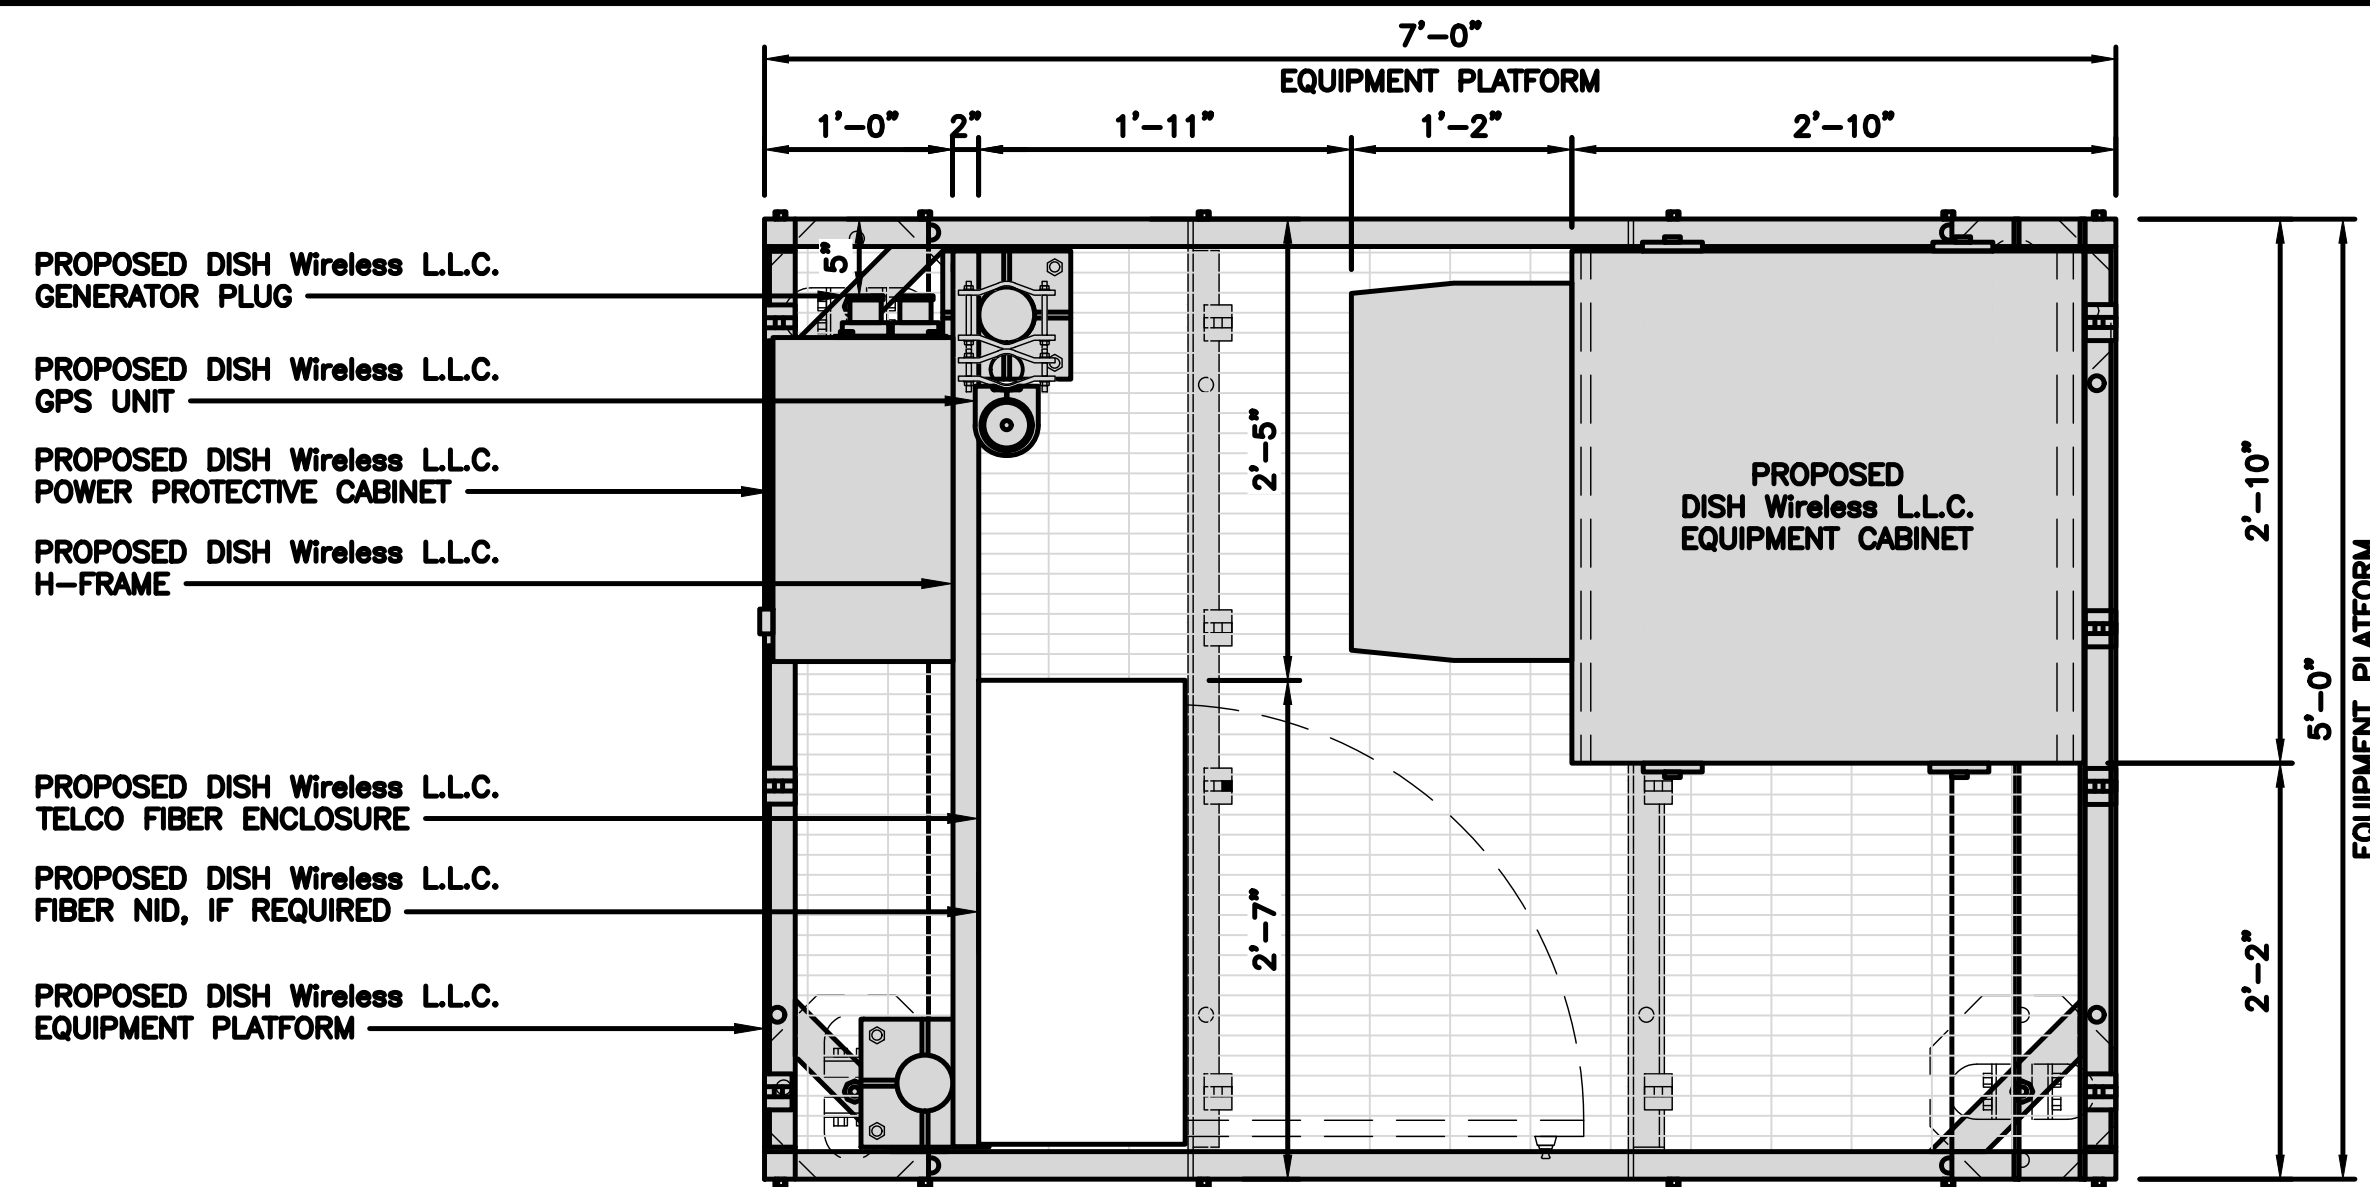 7'-0"
EQUIPMENT PLATFORM
1'-0" 2" 1'-11" 1'-2" 2'-10"
PROPOSED DISH Wireless L.L.C.
GENERATOR PLUG
5"
PROPOSED DISH Wireless L.L.C.
GPS UNIT
PROPOSED DISH Wireless L.L.C.
POWER PROTECTIVE CABINET
PROPOSED DISH Wireless L.L.C.
H-FRAME
PROPOSED DISH Wireless L.L.C.
TELCO FIBER ENCLOSURE
PROPOSED DISH Wireless L.L.C.
FIBER NID, IF REQUIRED
PROPOSED DISH Wireless L.L.C.
EQUIPMENT PLATFORM
2'-5"
2'-7"
PROPOSED
DISH Wireless L.L.C.
EQUIPMENT CABINET
2'-10"
2'-2"
5'-0"
EQUIPMENT PLATFORM